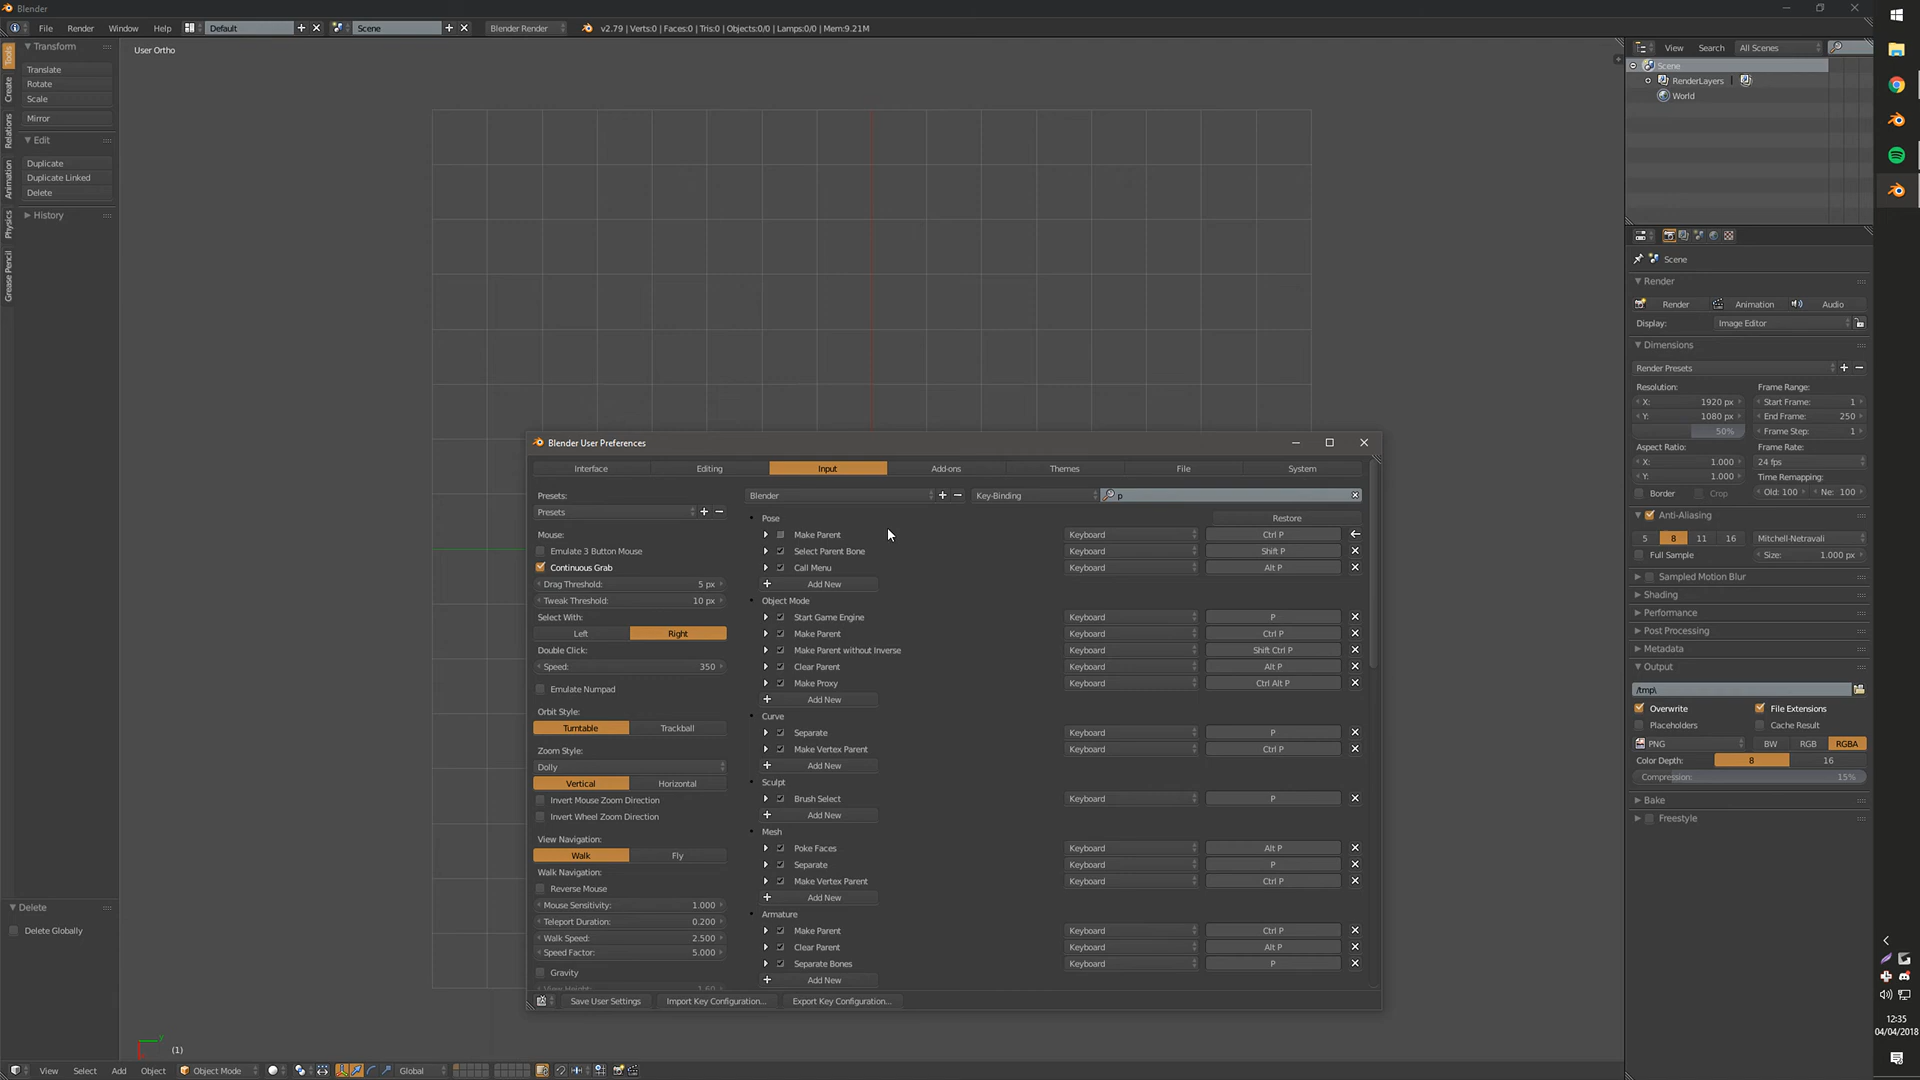 Blender
File Render Window Help Default Scene Blender Render v2.79 | Verts:0 | Faces:0 | Tris:0 | Objects:0/0 | Lamps:0/0 | Mem:9.21M
User Ortho
Tools
Create
Relations
Animation
Physics
Grease Pencil
Transform
Translate
Rotate
Scale
Mirror
Edit
Duplicate
Duplicate Linked
Delete
History
Delete
Delete Globally
Blender User Preferences
Interface Editing Input Add-ons Themes File System
Presets:
Presets
Mouse:
Emulate 3 Button Mouse
Continuous Grab
Drag Threshold: 5 px
Tweak Threshold: 10 px
Select With:
Left Right
Double Click:
Speed: 350
Emulate Numpad
Orbit Style:
Turntable Trackball
Zoom Style:
Dolly
Vertical Horizontal
Invert Mouse Zoom Direction
Invert Wheel Zoom Direction
View Navigation:
Walk Fly
Walk Navigation:
Reverse Mouse
Mouse Sensitivity: 1.000
Teleport Duration: 0.200
Walk Speed: 2.500
Speed Factor: 5.000
Gravity
View Height: 1.60
Blender Key-Binding p
Pose Restore
Make Parent Keyboard Ctrl P
Select Parent Bone Keyboard Shift P
Call Menu Keyboard Alt P
Add New
Object Mode
Start Game Engine Keyboard P
Make Parent Keyboard Ctrl P
Make Parent without Inverse Keyboard Shift Ctrl P
Clear Parent Keyboard Alt P
Make Proxy Keyboard Ctrl Alt P
Add New
Curve
Separate Keyboard P
Make Vertex Parent Keyboard Ctrl P
Add New
Sculpt
Brush Select Keyboard P
Add New
Mesh
Poke Faces Keyboard Alt P
Separate Keyboard P
Make Vertex Parent Keyboard Ctrl P
Add New
Armature
Make Parent Keyboard Ctrl P
Clear Parent Keyboard Alt P
Separate Bones Keyboard P
Add New
Save User Settings Import Key Configuration... Export Key Configuration...
View Search All Scenes
Scene
RenderLayers |
World
Scene
Render
Render Animation Audio
Display: Image Editor
Dimensions
Render Presets
Resolution: Frame Range:
X: 1920 px Start Frame: 1
Y: 1080 px End Frame: 250
50% Frame Step: 1
Aspect Ratio: Frame Rate:
X: 1.000 24 fps
Y: 1.000 Time Remapping:
Border Crop Old: 100 Ne: 100
Anti-Aliasing
5 8 11 16 Mitchell-Netravali
Full Sample Size: 1.000 px
Sampled Motion Blur
Shading
Performance
Post Processing
Metadata
Output
/tmp\
Overwrite File Extensions
Placeholders Cache Result
PNG BW RGB RGBA
Color Depth: 8 16
Compression: 15%
Bake
Freestyle
y
(1)
View Select Add Object Object Mode Global
12:35
04/04/2018